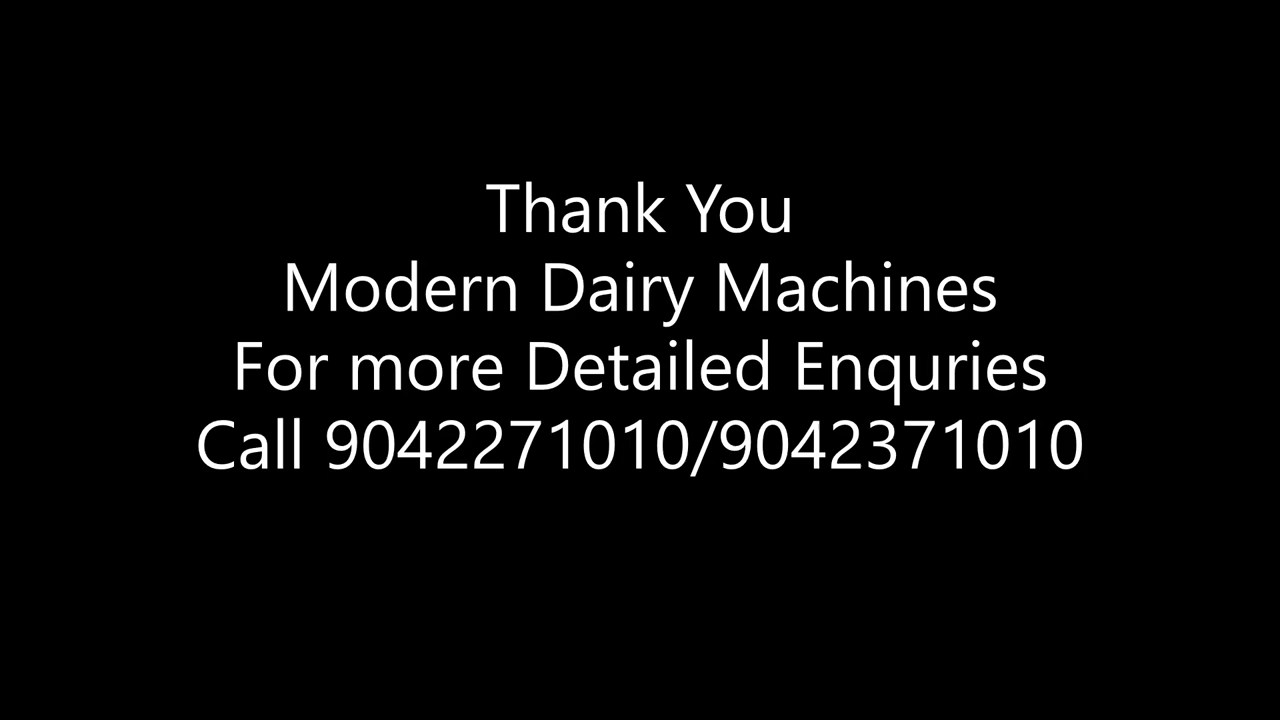 Thank You
Modern Dairy Machines
For more Detailed Enquries
Call 9042271010/9042371010